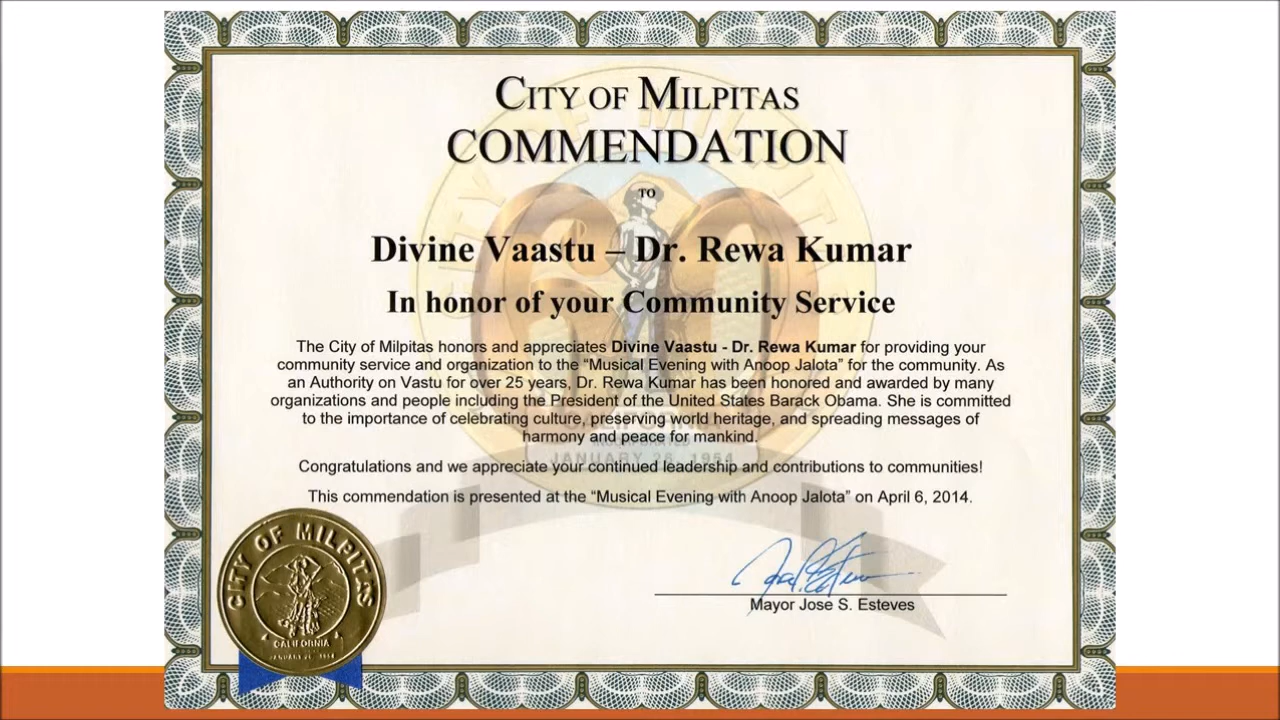 CITY OF MILPITAS
COMMENDATION
TO
Divine Vaastu – Dr. Rewa Kumar
In honor of your Community Service
The City of Milpitas honors and appreciates Divine Vaastu - Dr. Rewa Kumar for providing your
community service and organization to the “Musical Evening with Anoop Jalota” for the community. As
an Authority on Vastu for over 25 years, Dr. Rewa Kumar has been honored and awarded by many
organizations and people including the President of the United States Barack Obama. She is committed
to the importance of celebrating culture, preserving world heritage, and spreading messages of
harmony and peace for mankind.
JANUARY 26, 1954
Congratulations and we appreciate your continued leadership and contributions to communities!
This commendation is presented at the “Musical Evening with Anoop Jalota” on April 6, 2014.
CITY OF MILPITAS
CALIFORNIA
JANUARY 26, 1954
Mayor Jose S. Esteves